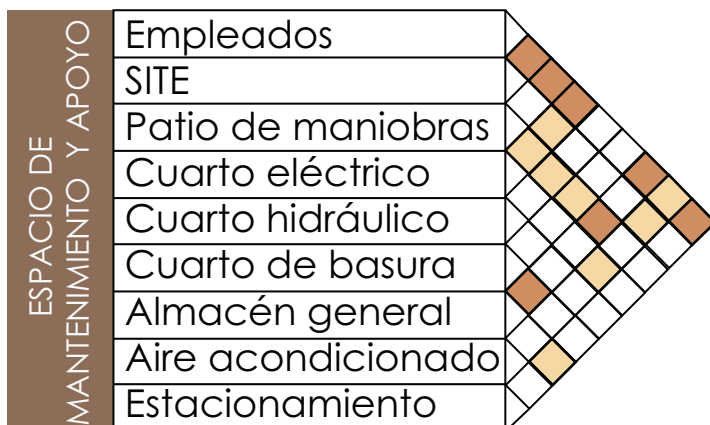 ESPACIO DE
MANTENIMIENTO Y APOYO
Empleados
SITE
Patio de maniobras
Cuarto eléctrico
Cuarto hidráulico
Cuarto de basura
Almacén general
Aire acondicionado
Estacionamiento